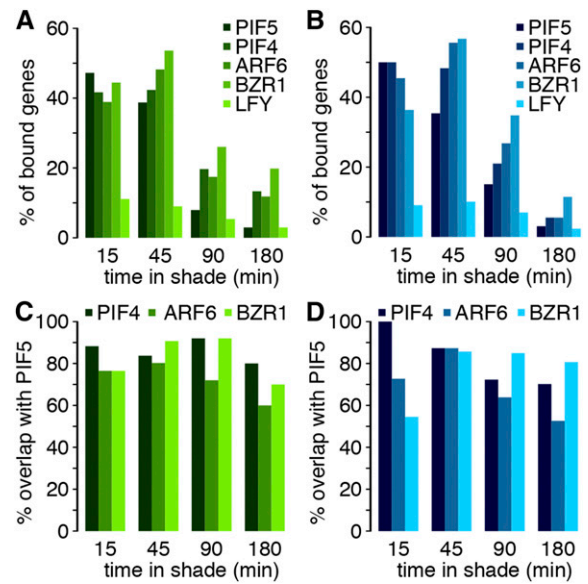 A
% of bound genes
60
40
20
0
PIF5
PIF4
ARF6
BZR1
LFY
15 45 90 180
time in shade (min)
B
% of bound genes
60
40
20
0
PIF5
PIF4
ARF6
BZR1
LFY
15 45 90 180
time in shade (min)
C
PIF4 ARF6 BZR1
% overlap with PIF5
100
80
60
40
20
0
15 45 90 180
time in shade (min)
D
PIF4 ARF6 BZR1
% overlap with PIF5
100
80
60
40
20
0
15 45 90 180
time in shade (min)